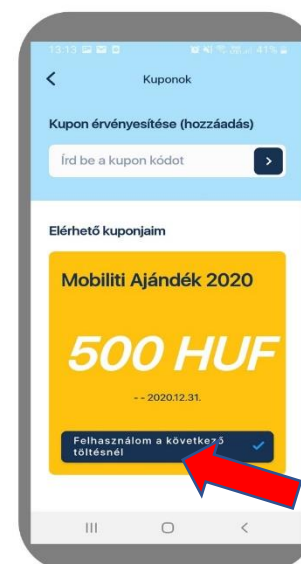 13:13
41%
Kuponok
Kupon érvényesítése (hozzáadás)
Írd be a kupon kódot
Elérhető kuponjaim
Mobiliti Ajándék 2020
500 HUF
- - 2020.12.31.
Felhasználom a következő
töltésnél